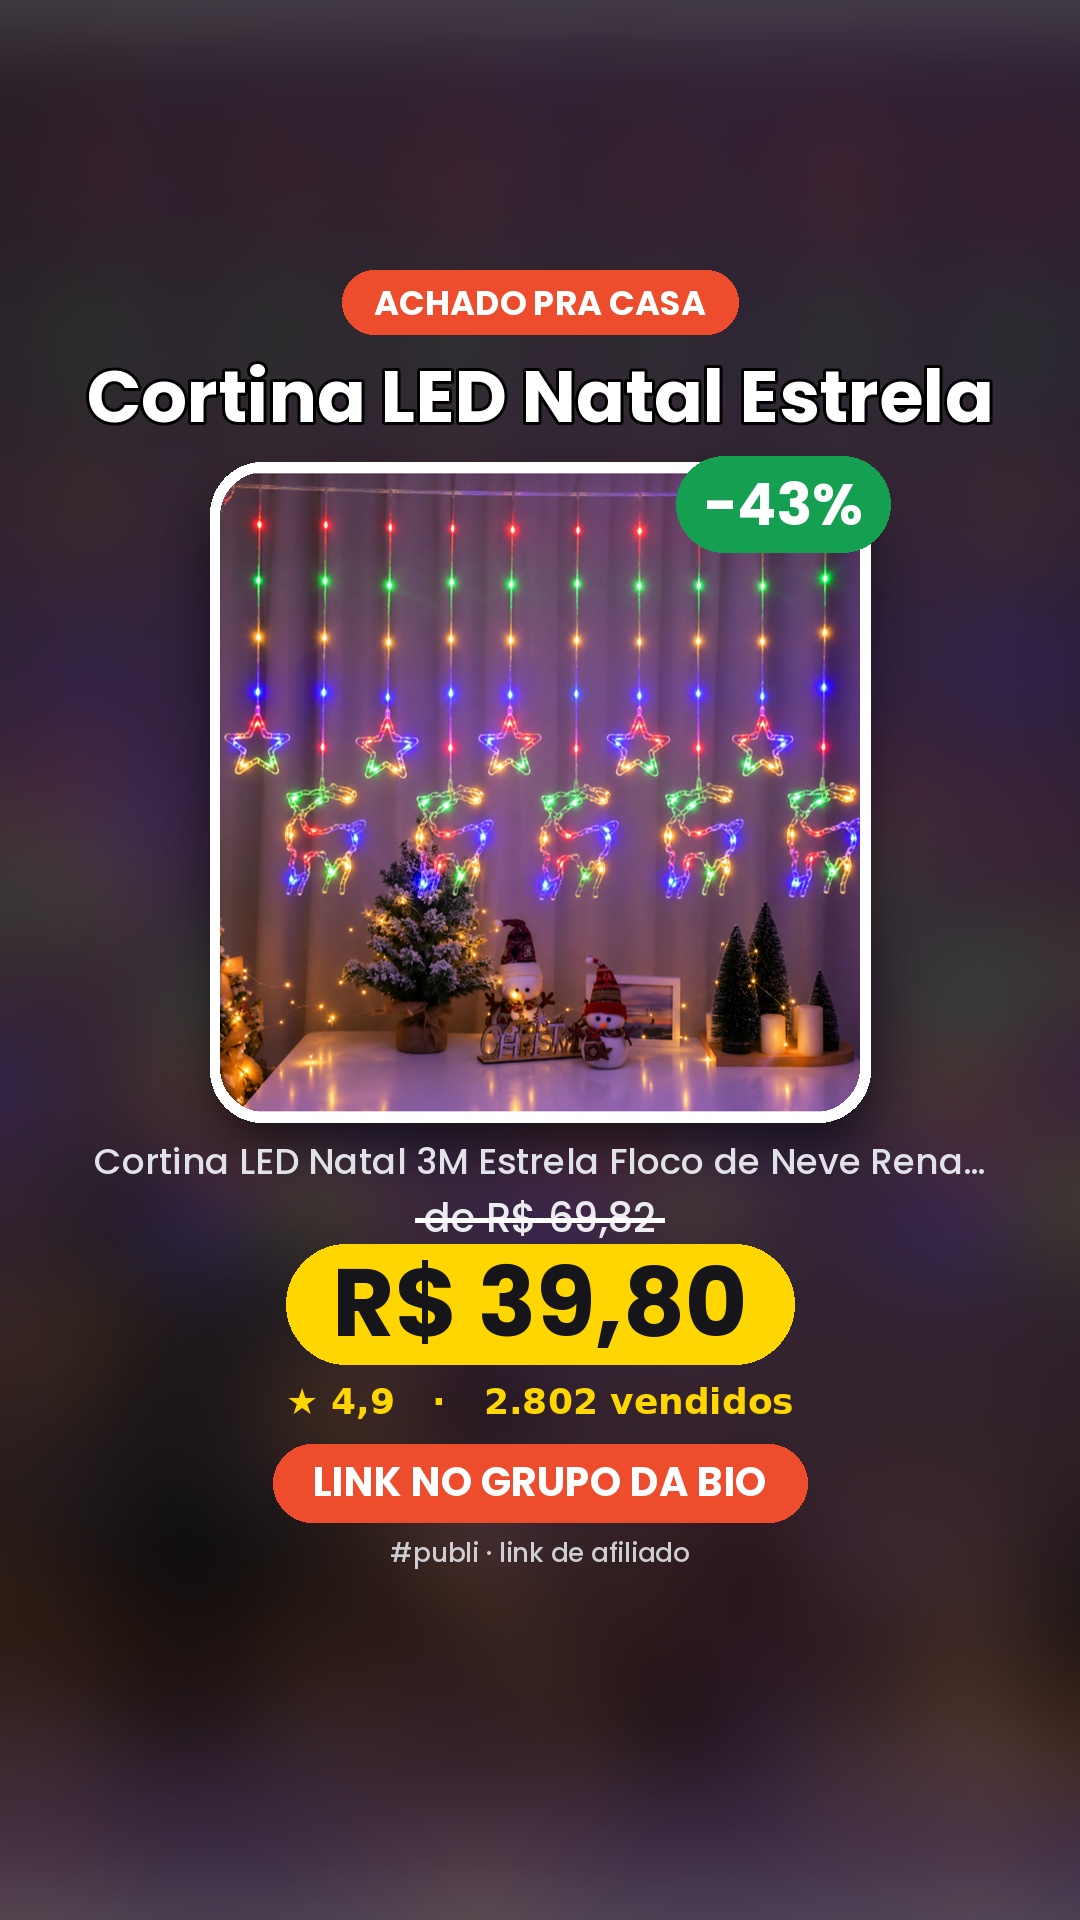 ACHADO PRA CASA
Cortina LED Natal Estrela
-43%
Cortina LED Natal 3M Estrela Floco de Neve Rena...
de R$ 69,82
R$ 39,80
★ 4,9 · 2.802 vendidos
LINK NO GRUPO DA BIO
#publi · link de afiliado